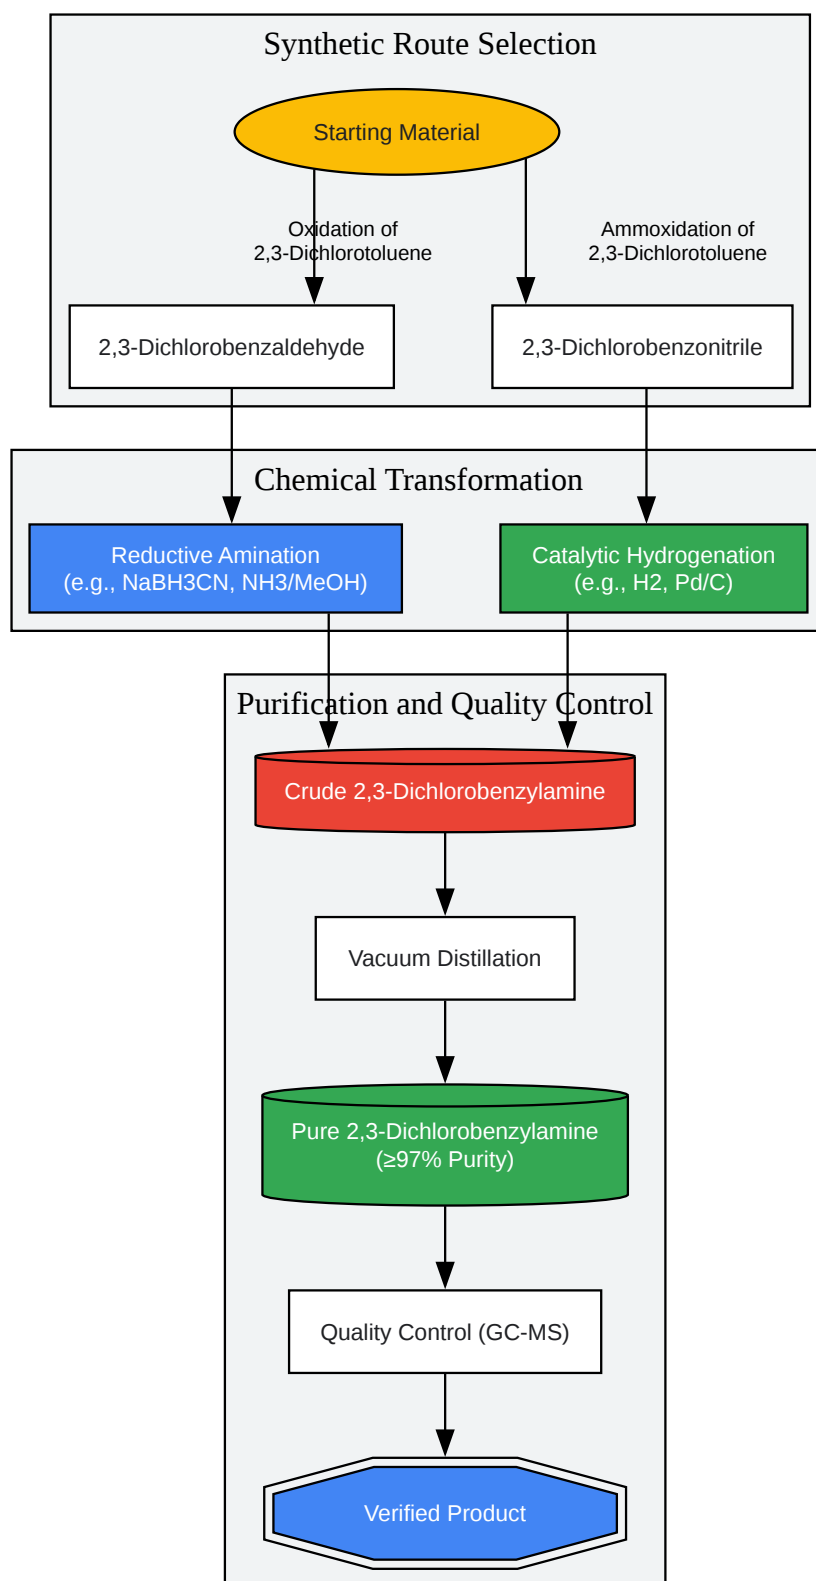 Synthetic Route Selection
Starting Material
Oxidation of
2,3-Dichlorotoluene
Ammoxidation of
2,3-Dichlorotoluene
2,3-Dichlorobenzaldehyde
2,3-Dichlorobenzonitrile
Chemical Transformation
Reductive Amination
(e.g., NaBH3CN, NH3/MeOH)
Catalytic Hydrogenation
(e.g., H2, Pd/C)
Purification and Quality Control
Crude 2,3-Dichlorobenzylamine
Vacuum Distillation
Pure 2,3-Dichlorobenzylamine
(≥97% Purity)
Quality Control (GC-MS)
Verified Product